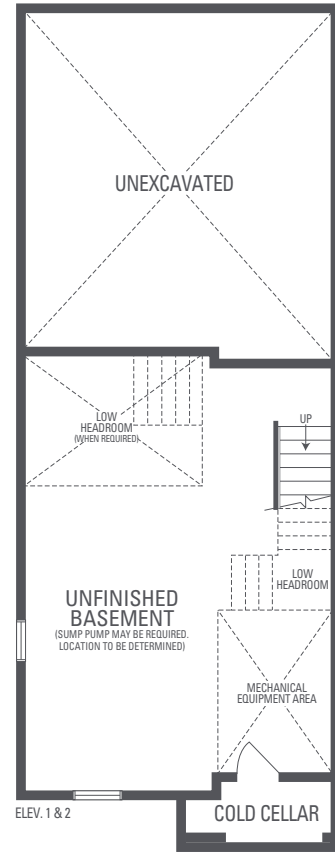 UNEXCAVATED
LOW
HEADROOM
(WHEN REQUIRED)
UP
LOW
HEADROOM
UNFINISHED
BASEMENT
(SUMP PUMP MAY BE REQUIRED.
LOCATION TO BE DETERMINED)
MECHANICAL
EQUIPMENT AREA
ELEV. 1 & 2
COLD CELLAR